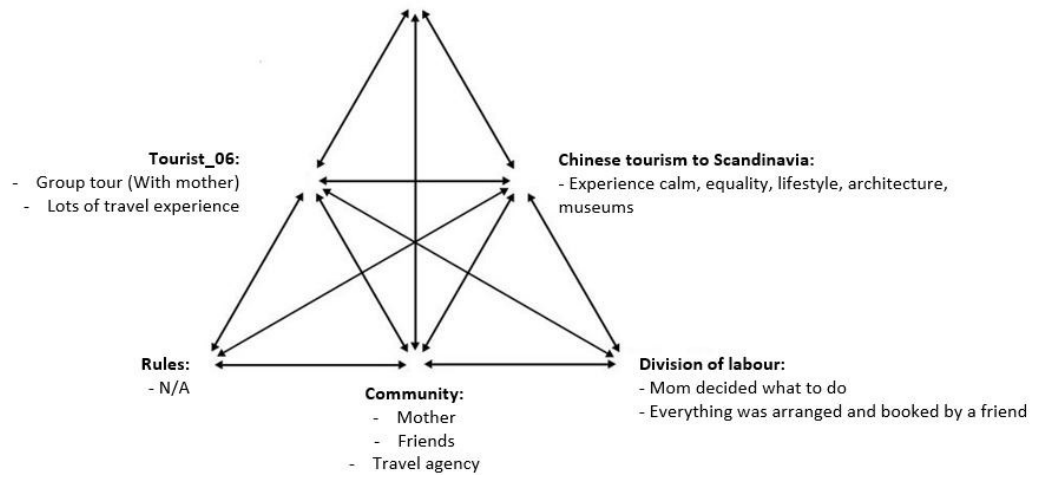 Tourist_06:
- Group tour (With mother)
- Lots of travel experience
Chinese tourism to Scandinavia:
- Experience calm, equality, lifestyle, architecture,
museums
Rules:
- N/A
Community:
- Mother
- Friends
- Travel agency
Division of labour:
- Mom decided what to do
- Everything was arranged and booked by a friend